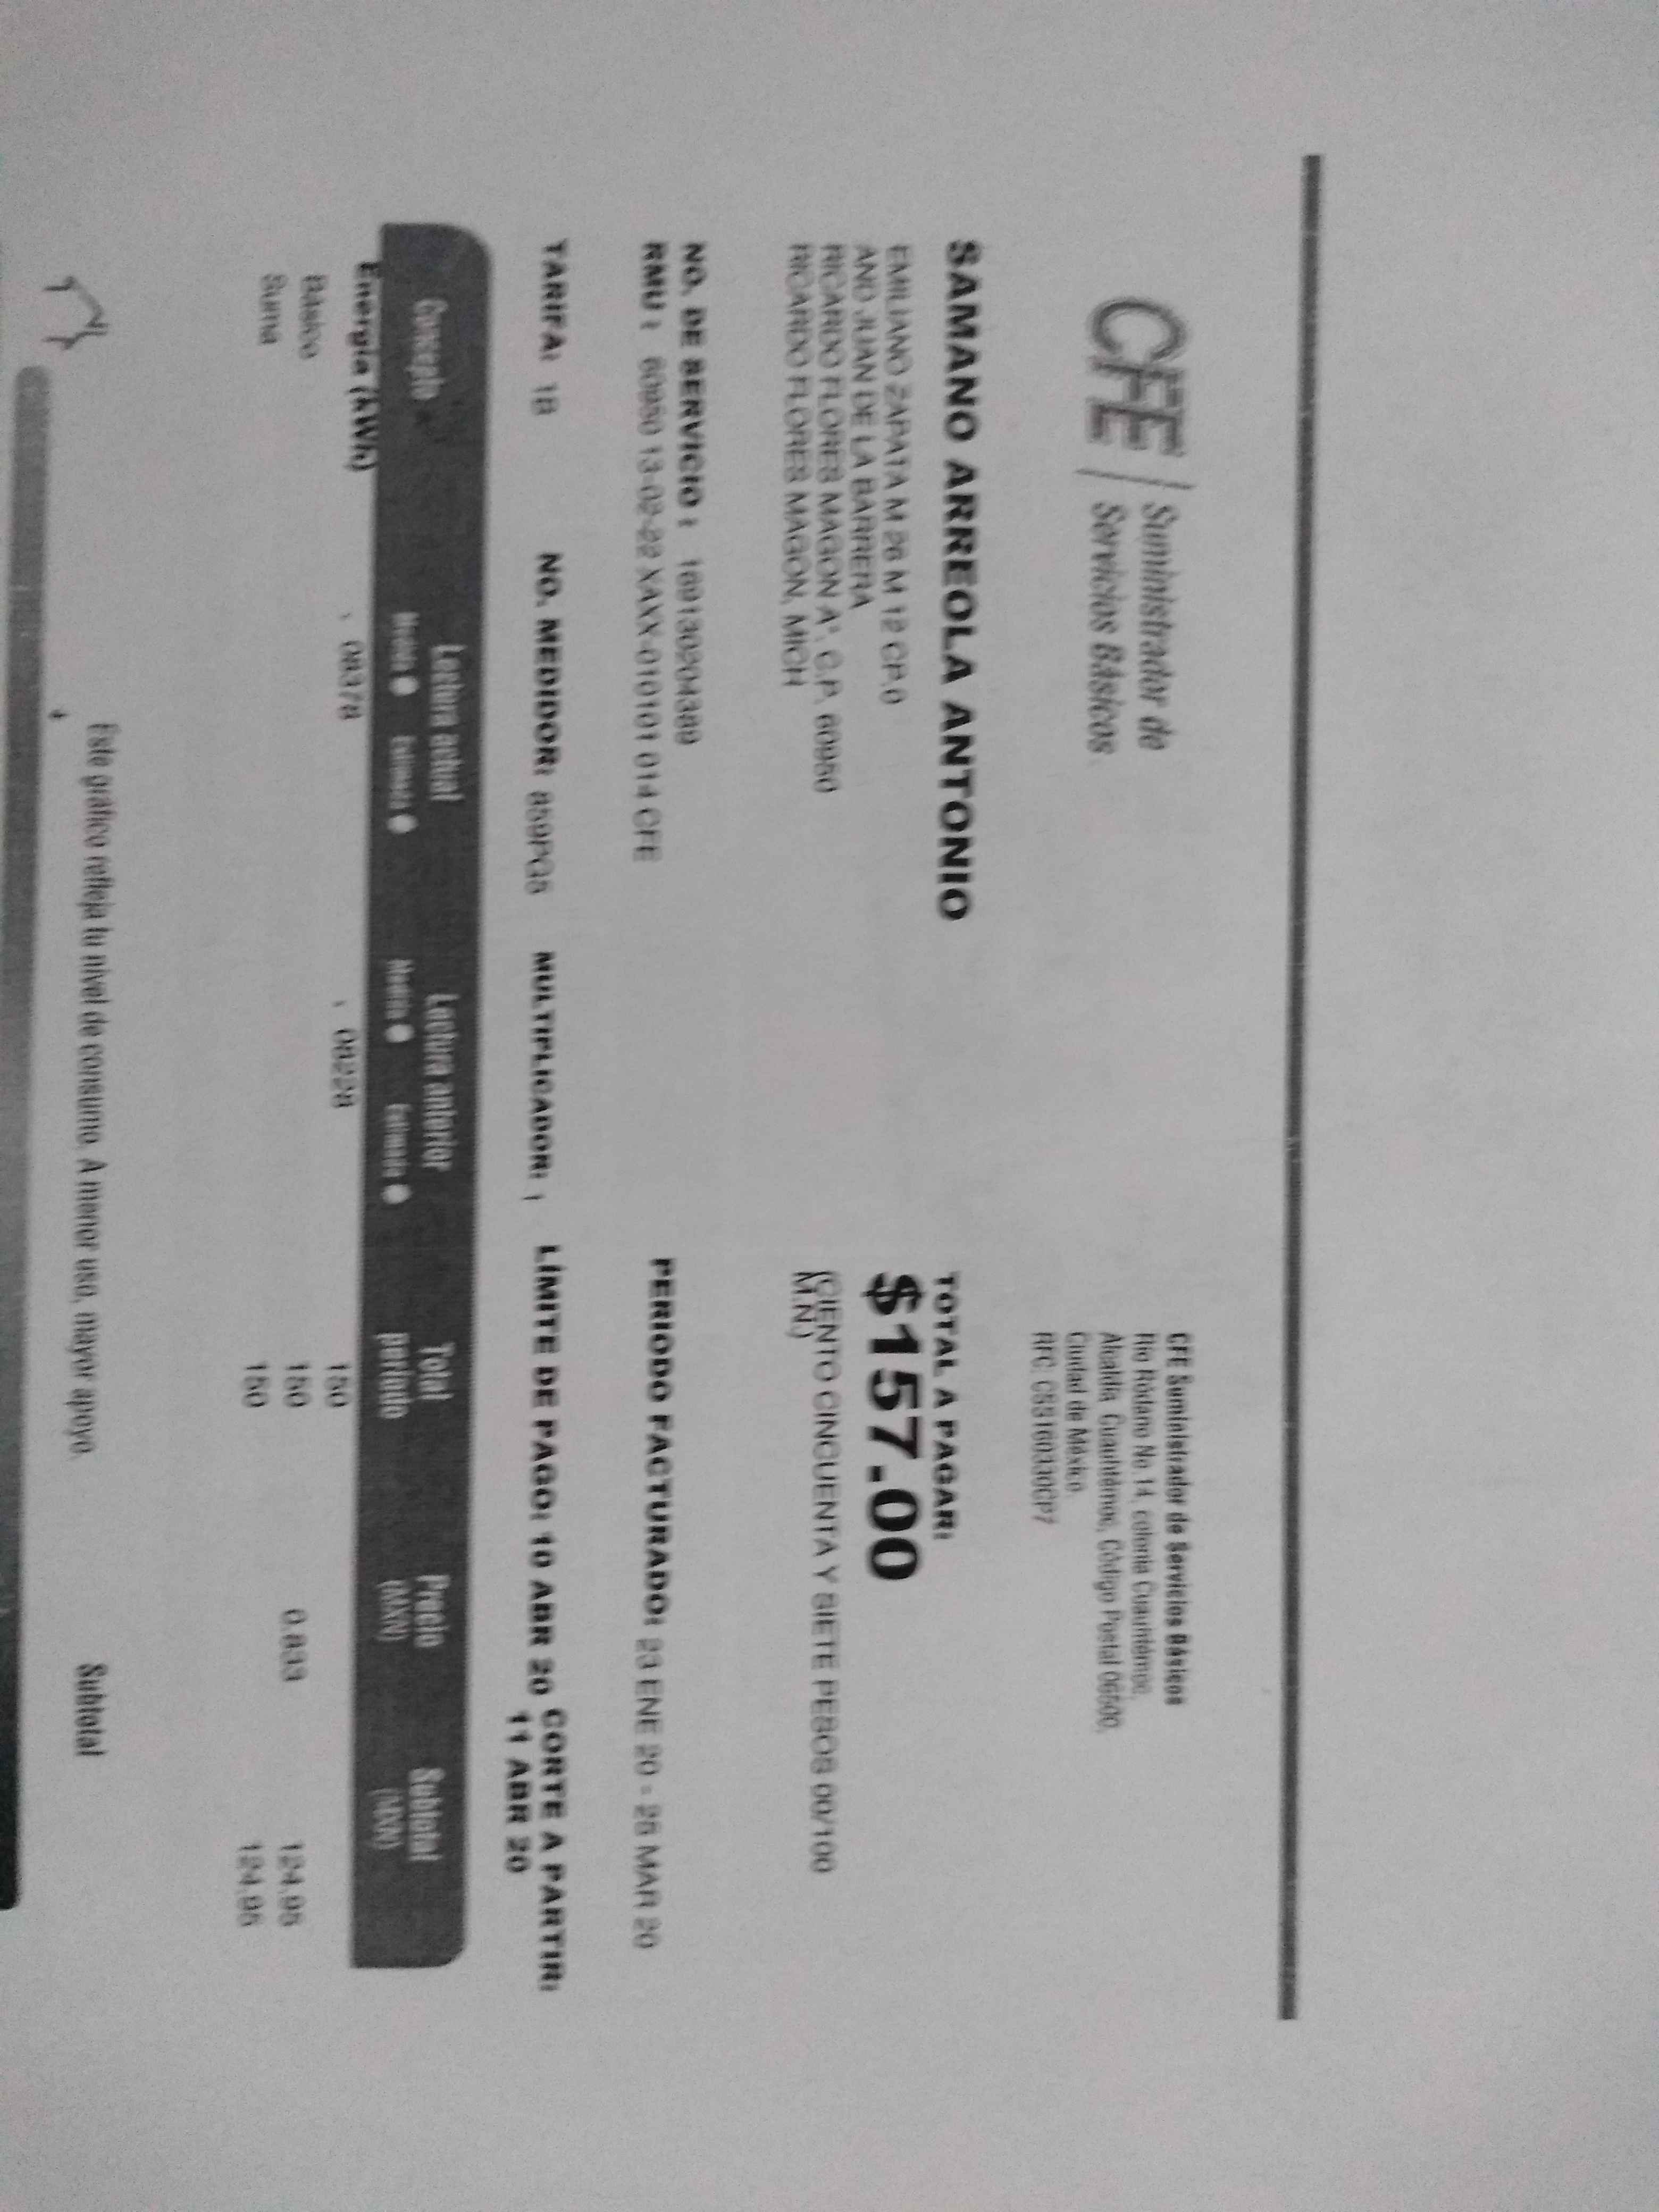 CFE Suministrador de
Servicios Básicos
CFE Suministrador de Servicios Básicos
Río Ródano No.14, colonia Cuauhtémoc,
Alcaldía Cuauhtémoc, Código Postal 06500,
Ciudad de México.
RFC: CSS160330CP7
SAMANO ARREOLA ANTONIO
EMILIANO ZAPATA M 26 M 12 CP.0
AND JUAN DE LA BARRERA
RICARDO FLORES MAGON A*. C.P. 60950
RICARDO FLORES MAGON, MICH
TOTAL A PAGAR:
$157.00
(CIENTO CINCUENTA Y SIETE PESOS 00/100
M.N.)
NO. DE SERVICIO : 169130204389
RMU : 60950 13-02-22 XAXX-010101 014 CFE
PERIODO FACTURADO: 23 ENE 20 - 25 MAR 20
TARIFA: 1B NO. MEDIDOR: 859PG5 MULTIPLICADOR: 1 LÍMITE DE PAGO: 10 ABR 20 CORTE A PARTIR:
11 ABR 20
Concepto Lectura actual Lectura anterior Total período Precio (MXN) Subtotal (MXN)
Medida Estimada Medida Estimada
Energía (kWh) 08378 08228 150
Básico 150 0.833 124.95
Suma 150 124.95
Este gráfico refleja tu nivel de consumo. A menor uso, mayor apoyo. Subtotal